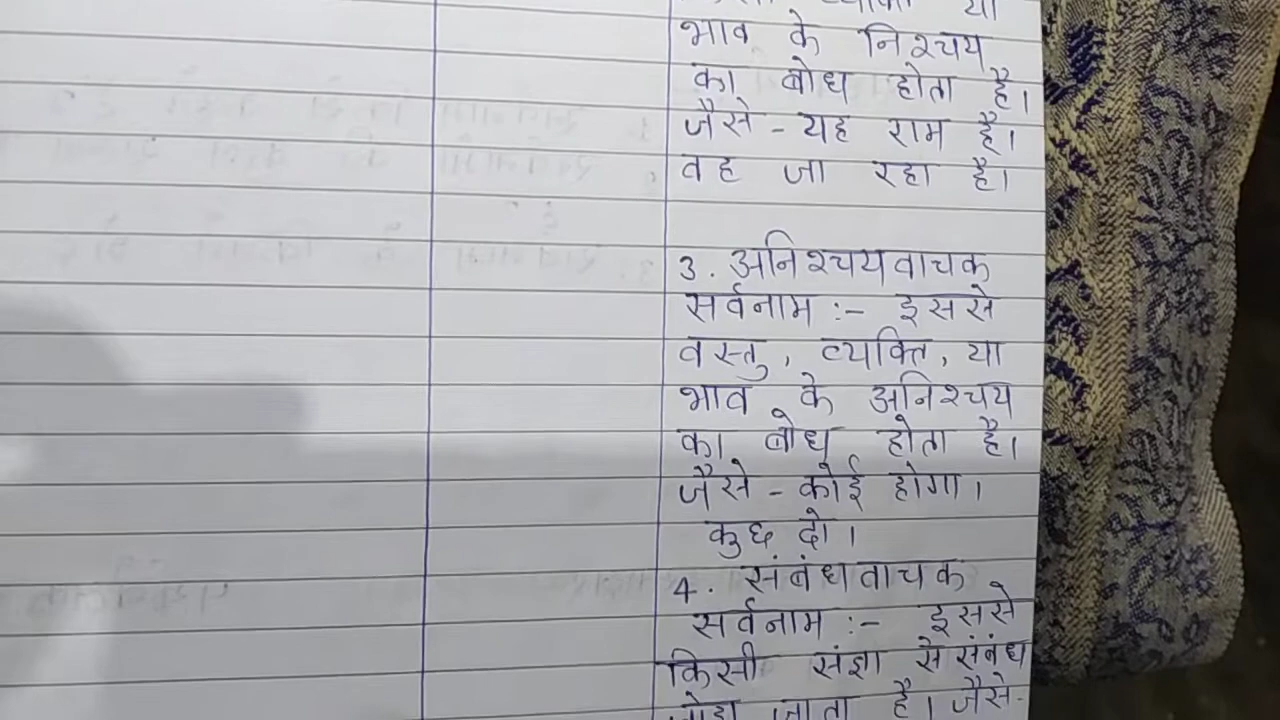 या
भाव के निश्चय
का बोध होता है।
जैसे - यह राम है।
वह जा रहा है।
3. अनिश्चयवाचक
सर्वनाम :- इससे
वस्तु, व्यक्ति, या
भाव के अनिश्चय
का बोध होता है।
जैसे - कोई होगा।
कुछ दो।
4. संबंधवाचक
सर्वनाम :- इससे
किसी संज्ञा से संबंध
जोड़ा जाता है। जैसे-